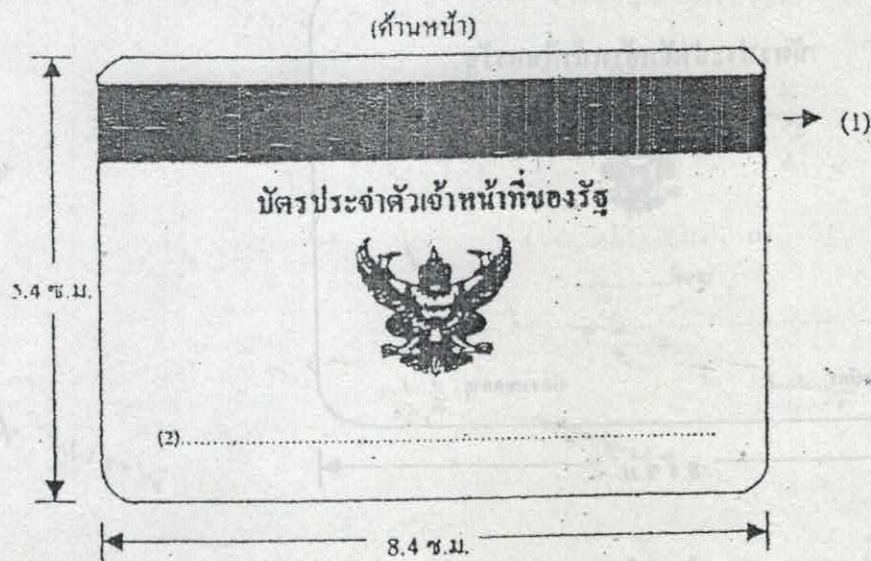 (ด้านหน้า)
(1)
บัตรประจำตัวเจ้าหน้าที่ของรัฐ
5.4 ซ.ม.
(2)
8.4 ซ.ม.